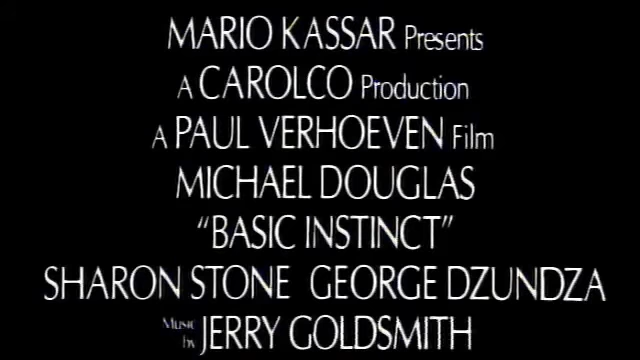 MARIO KASSAR Presents
A CAROLCO Production
A PAUL VERHOEVEN Film
MICHAEL DOUGLAS
“BASIC INSTINCT”
SHARON STONE GEORGE DZUNDZA
Music by JERRY GOLDSMITH